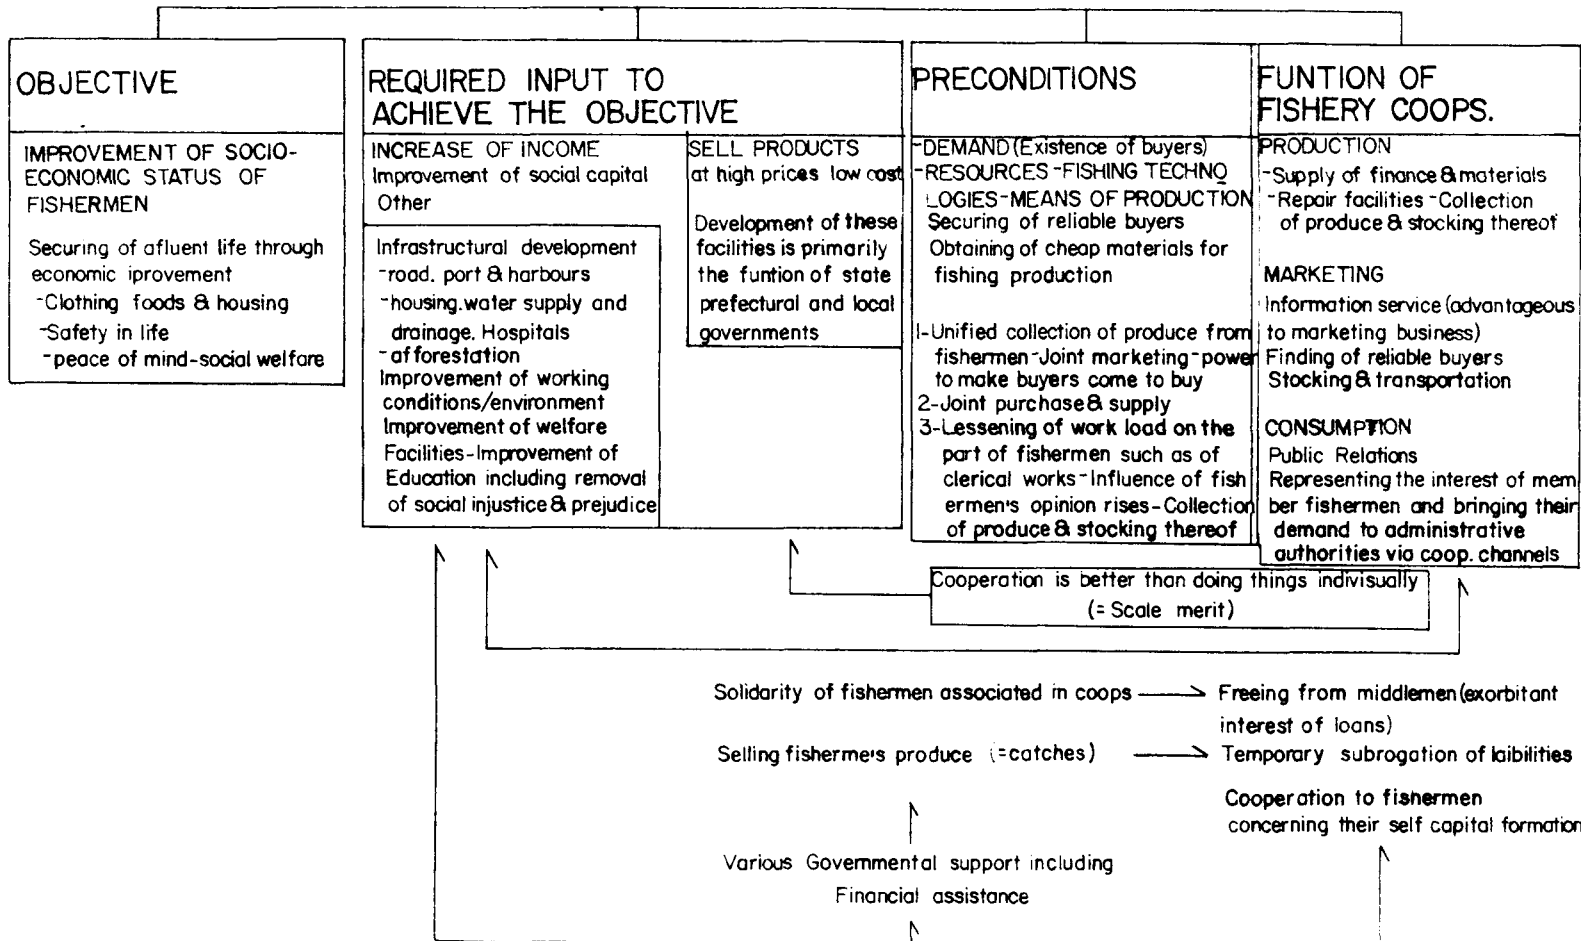 OBJECTIVE
IMPROVEMENT OF SOCIO-
ECONOMIC STATUS OF
FISHERMEN
Securing of afluent life through
economic iprovement
-Clothing foods & housing
-Safety in life
-peace of mind-social welfare
REQUIRED INPUT TO
ACHIEVE THE OBJECTIVE
INCREASE OF INCOME
Improvement of social capital
Other
Infrastructural development
-road. port & harbours
-housing.water supply and
drainage. Hospitals
-afforestation
Improvement of working
conditions/environment
Improvement of welfare
Facilities-Improvement of
Education including removal
of social injustice & prejudice
SELL PRODUCTS
at high prices low cost
Development of these
facilities is primarily
the funtion of state
prefectural and local
governments
PRECONDITIONS
-DEMAND (Existence of buyers)
-RESOURCES-FISHING TECHNO
LOGIES-MEANS OF PRODUCTION
Securing of reliable buyers
Obtaining of cheap materials for
fishing production
1-Unified collection of produce from
fishermen-Joint marketing-power
to make buyers come to buy
2-Joint purchase & supply
3-Lessening of work load on the
part of fishermen such as of
clerical works-Influence of fish
ermen's opinion rises-Collection
of produce & stocking thereof
FUNTION OF
FISHERY COOPS.
PRODUCTION
-Supply of finance & materials
-Repair facilities-Collection
of produce & stocking thereof
MARKETING
Information service (advantageous
to marketing business)
Finding of reliable buyers
Stocking & transportation
CONSUMPTION
Public Relations
Representing the interest of mem
ber fishermen and bringing their
demand to administrative
authorities via coop. channels
Cooperation is better than doing things indivisually
(= Scale merit)
Solidarity of fishermen associated in coops
Freeing from middlemen (exorbitant
interest of loans)
Selling fisherme's produce (=catches)
Temporary subrogation of laibilities
Cooperation to fishermen
concerning their self capital formation
Various Governmental support including
Financial assistance